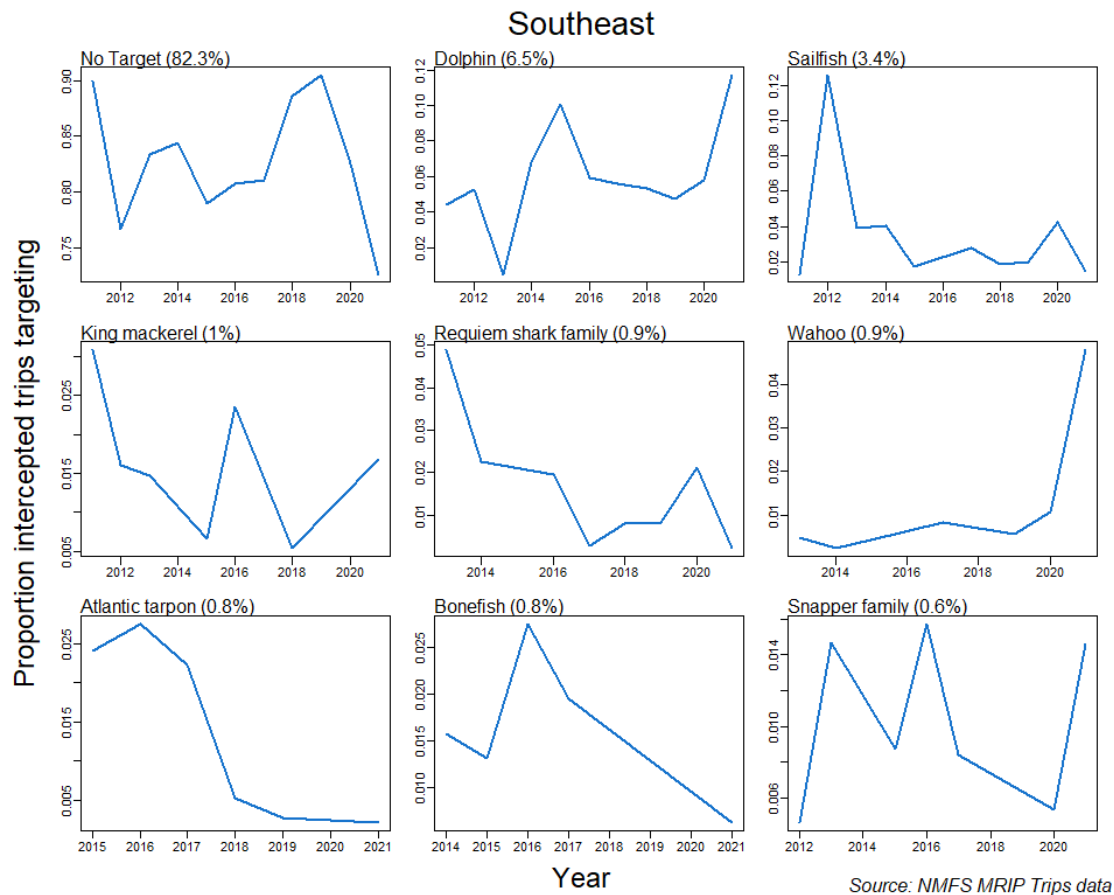 Southeast
Proportion intercepted trips targeting
No Target (82.3%)
0.90
0.85
0.80
0.75
2012 2014 2016 2018 2020
Dolphin (6.5%)
0.12
0.10
0.08
0.06
0.04
0.02
2012 2014 2016 2018 2020
Sailfish (3.4%)
0.12
0.10
0.08
0.06
0.04
0.02
2012 2014 2016 2018 2020
King mackerel (1%)
0.025
0.015
0.005
2012 2014 2016 2018 2020
Requiem shark family (0.9%)
0.05
0.04
0.03
0.02
0.01
2014 2016 2018 2020
Wahoo (0.9%)
0.04
0.03
0.02
0.01
2014 2016 2018 2020
Atlantic tarpon (0.8%)
0.025
0.015
0.005
2015 2016 2017 2018 2019 2020 2021
Bonefish (0.8%)
0.025
0.020
0.015
0.010
2014 2015 2016 2017 2018 2019 2020 2021
Snapper family (0.6%)
0.014
0.010
0.006
2012 2014 2016 2018 2020
Year
Source: NMFS MRIP Trips data